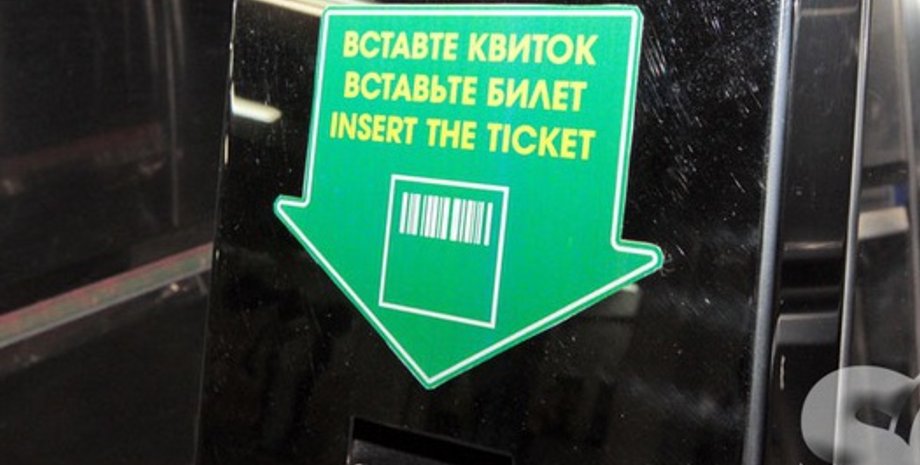 ВСТАВТЕ КВИТОК
ВСТАВЬТЕ БИЛЕТ
INSERT THE TICKET